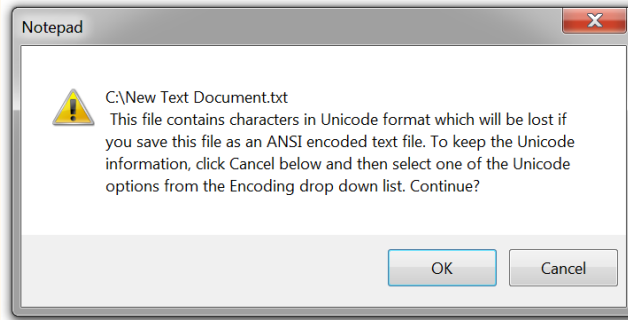 Notepad
C:\New Text Document.txt
This file contains characters in Unicode format which will be lost if
you save this file as an ANSI encoded text file. To keep the Unicode
information, click Cancel below and then select one of the Unicode
options from the Encoding drop down list. Continue?
OK
Cancel